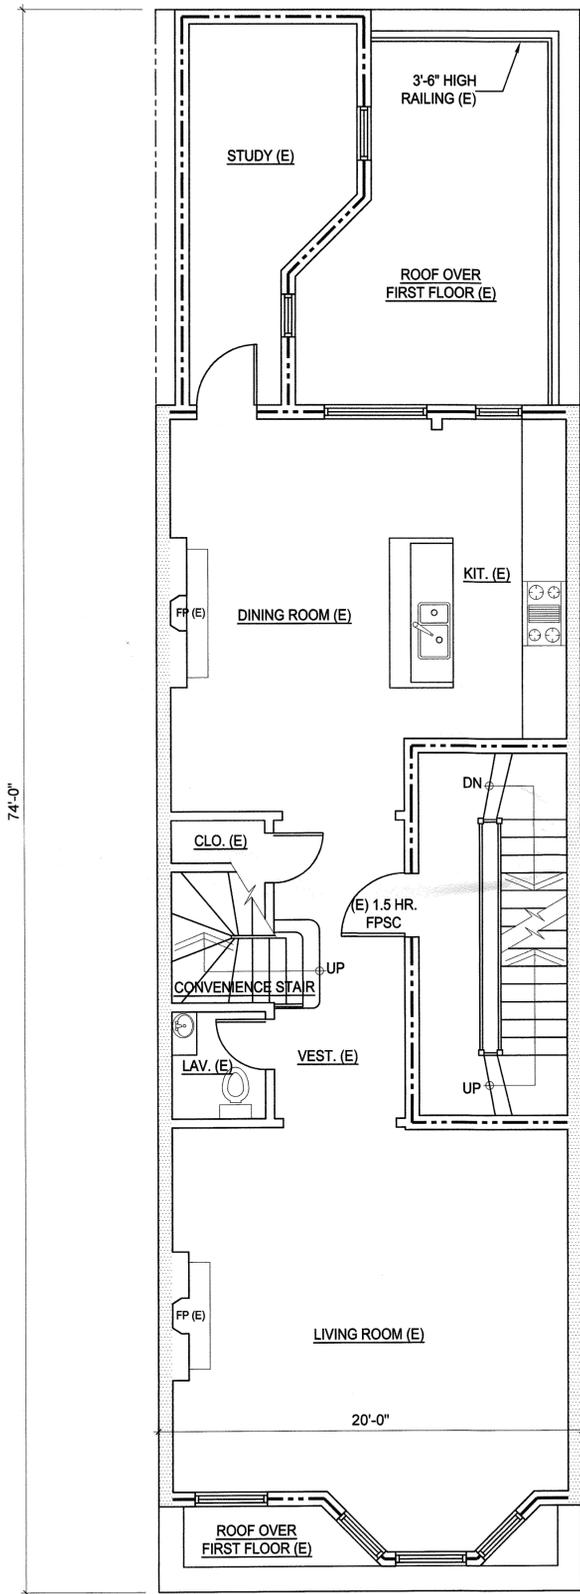 3'-6" HIGH
RAILING (E)
STUDY (E)
ROOF OVER
FIRST FLOOR (E)
KIT. (E)
FP (E)
DINING ROOM (E)
74'-0"
DN
CLO. (E)
(E) 1.5 HR.
FPSC
UP
CONVENIENCE STAIR
VEST. (E)
LAV. (E)
UP
FP (E)
LIVING ROOM (E)
20'-0"
ROOF OVER
FIRST FLOOR (E)